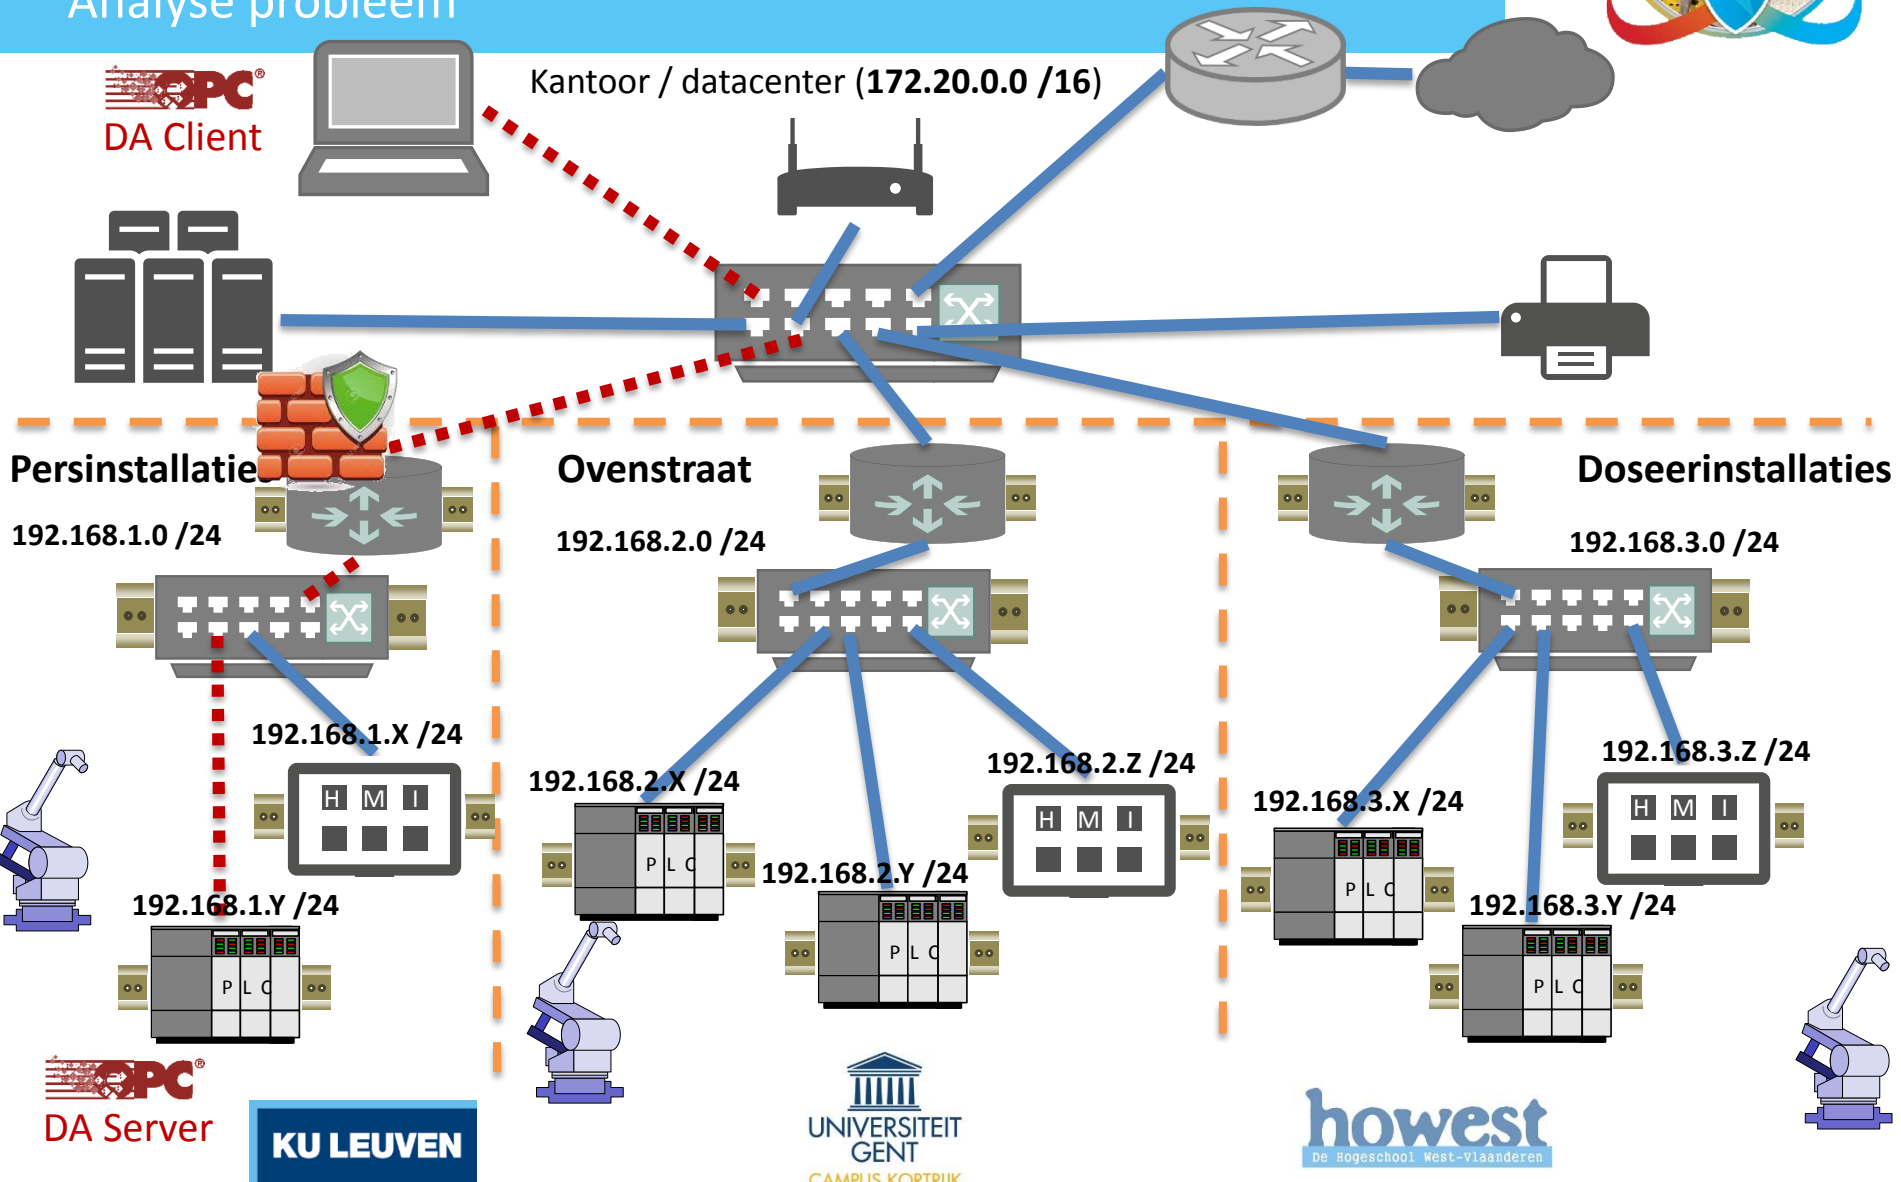 Analyse probleem
OPC®
DA Client
Kantoor / datacenter (172.20.0.0 /16)
Persinstallaties
192.168.1.0 /24
Ovenstraat
192.168.2.0 /24
Doseerinstallaties
192.168.3.0 /24
192.168.1.X /24
H M I
192.168.1.Y /24
P L C
192.168.2.X /24
P L C
192.168.2.Y /24
P L C
192.168.2.Z /24
H M I
192.168.3.X /24
P L C
192.168.3.Y /24
P L C
192.168.3.Z /24
H M I
OPC®
DA Server
KU LEUVEN
UNIVERSITEIT
GENT
CAMPUS KORTRIJK
howest
De Hogeschool West-Vlaanderen